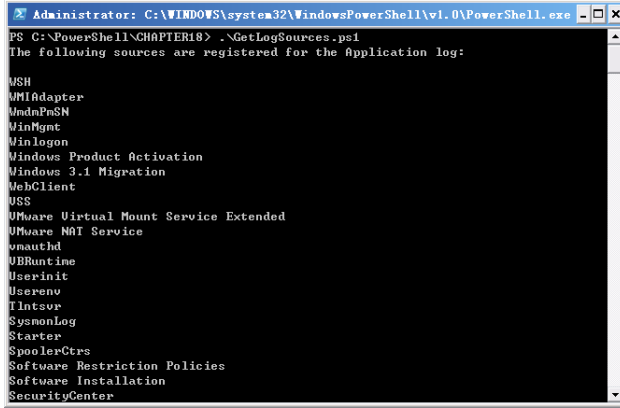 Administrator: C:\WINDOWS\system32\WindowsPowerShell\v1.0\PowerShell.exe
PS C:\PowerShell\CHAPTER18> .\GetLogSources.ps1
The following sources are registered for the Application log:
WSH
WMIAdapter
WmdmPmSN
WinMgmt
Winlogon
Windows Product Activation
Windows 3.1 Migration
WebClient
VSS
VMware Virtual Mount Service Extended
VMware NAT Service
vmauthd
VBRuntime
Userinit
Userenv
Tlntsvr
SysmonLog
Starter
SpoolerCtrs
Software Restriction Policies
Software Installation
SecurityCenter